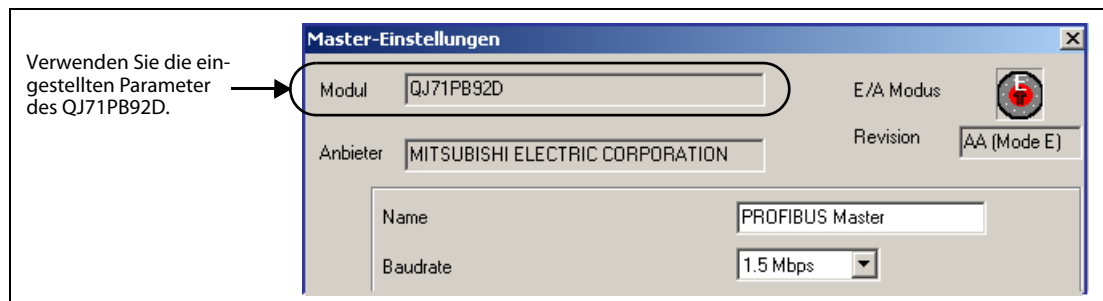 Verwenden Sie die ein-
gestellten Parameter
des QJ71PB92D.
Master-Einstellungen
Modul QJ71PB92D
E/A Modus E
Anbieter MITSUBISHI ELECTRIC CORPORATION
Revision AA (Mode E)
Name PROFIBUS Master
Baudrate 1.5 Mbps